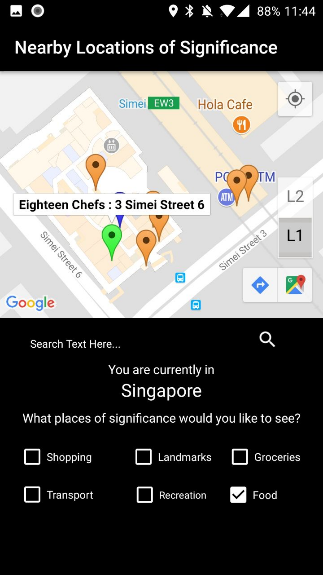 88% 11:44
Nearby Locations of Significance
Simei EW3
Hola Cafe
ATM
ATM
Eighteen Chefs : 3 Simei Street 6
L2
L1
Simei Street 6
Simei Street 3
Google
Search Text Here...
You are currently in
Singapore
What places of significance would you like to see?
Shopping
Landmarks
Groceries
Transport
Recreation
Food